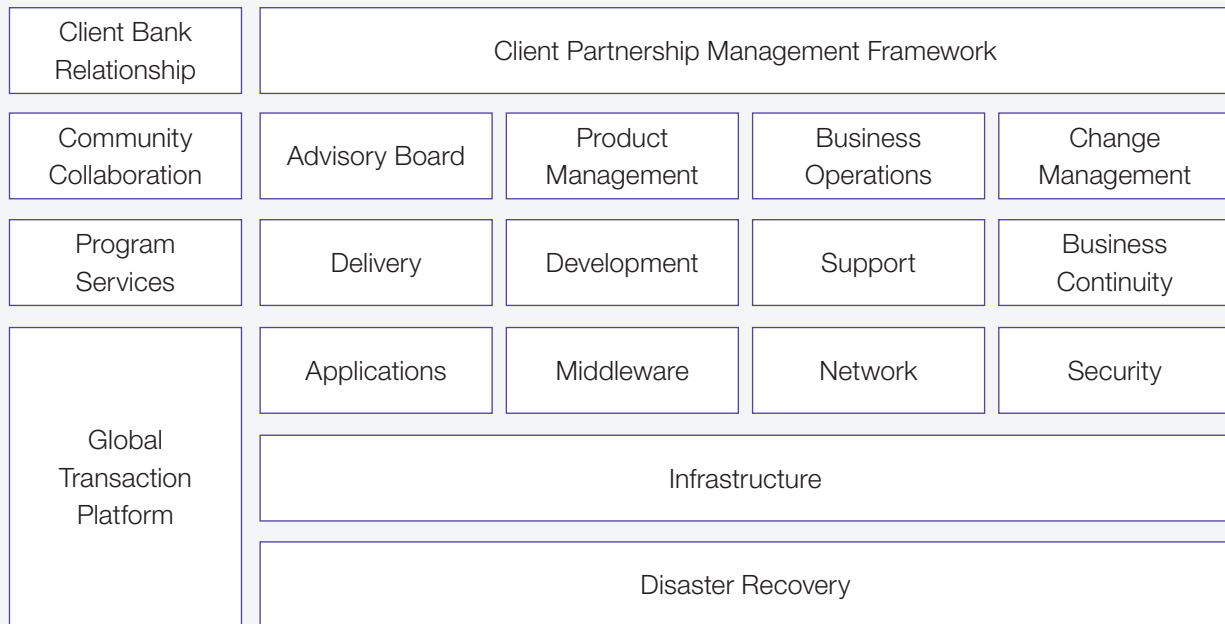 Client Bank
Relationship
Client Partnership Management Framework
Community
Collaboration
Advisory Board
Product
Management
Business
Operations
Change
Management
Program
Services
Delivery
Development
Support
Business
Continuity
Global
Transaction
Platform
Applications
Middleware
Network
Security
Infrastructure
Disaster Recovery